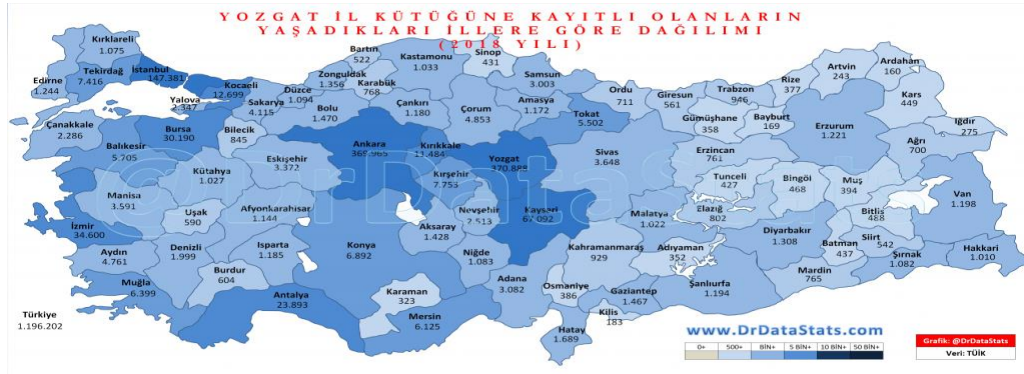 YOZGAT İL KÜTÜĞÜNE KAYITLI OLANLARIN
YAŞADIKLARI İLLERE GÖRE DAĞILIMI
(2018 YILI)
Kırklareli
1.075
Edirne
1.244
Tekirdağ
7.416
İstanbul
147.381
Kocaeli
12.699
Yalova
2.347
Sakarya
4.115
Düzce
1.094
Zonguldak
1.356
Bartın
522
Karabük
768
Kastamonu
1.033
Sinop
431
Samsun
3.003
Ordu
711
Giresun
561
Trabzon
946
Rize
377
Artvin
243
Ardahan
160
Kars
449
Iğdır
275
Çanakkale
2.286
Balıkesir
5.705
Bursa
30.190
Bilecik
845
Bolu
1.470
Çankırı
1.180
Çorum
4.853
Amasya
1.172
Tokat
5.502
Gümüşhane
358
Bayburt
169
Erzurum
1.221
Ağrı
700
Eskişehir
3.372
Ankara
369.965
Kırıkkale
11.484
Yozgat
370.888
Sivas
3.648
Erzincan
761
Kütahya
1.027
Kırşehir
7.753
Tunceli
427
Bingöl
468
Muş
394
Van
1.198
Manisa
3.591
Uşak
590
Afyonkarahisar
1.144
Nevşehir
2.513
Kayseri
67.092
Malatya
1.022
Elazığ
802
Bitlis
488
İzmir
34.600
Aydın
4.761
Denizli
1.999
Isparta
1.185
Konya
6.892
Aksaray
1.428
Niğde
1.083
Kahramanmaraş
929
Adıyaman
352
Diyarbakır
1.308
Batman
437
Siirt
542
Şırnak
1.082
Hakkari
1.010
Muğla
6.399
Burdur
604
Antalya
23.893
Karaman
323
Mersin
6.125
Adana
3.082
Osmaniye
386
Gaziantep
1.467
Kilis
183
Şanlıurfa
1.194
Mardin
765
Hatay
1.689
Türkiye
1.196.202
@DrDataStats
www.DrDataStats.com
0+ 500+ BİN+ 5 BİN+ 10 BİN+ 50 BİN+
Grafik: @DrDataStats
Veri: TÜİK